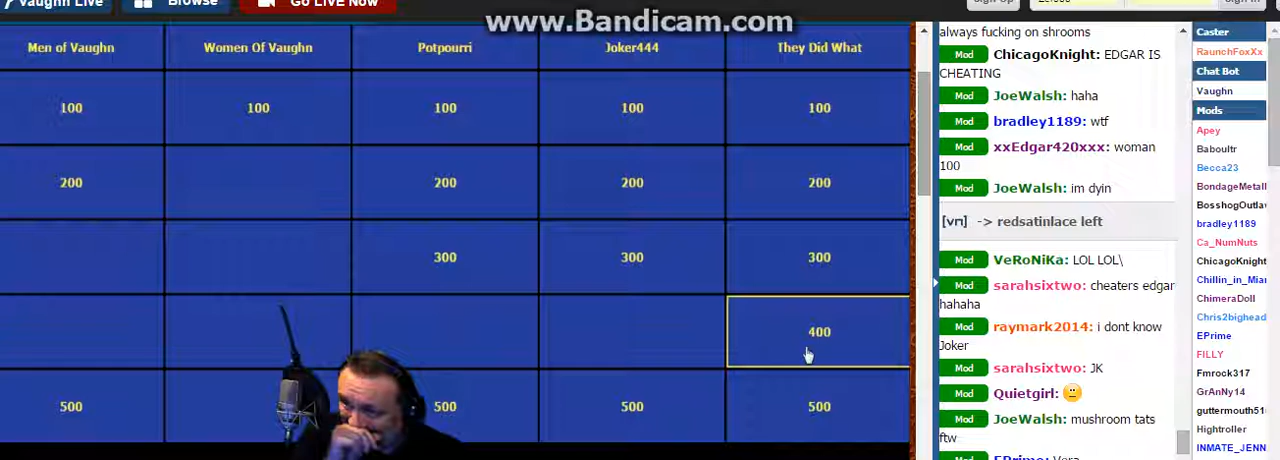 Vaughn Live Browse Go LIVE Now
www.Bandicam.com
Men of Vaughn Women Of Vaughn Potpourri Joker444 They Did What
100 100 100 100 100
200 200 200 200
300 300 300
400
500 500 500 500
always fucking on shrooms
Mod ChicagoKnight: EDGAR IS
CHEATING
Mod JoeWalsh: haha
Mod bradley1189: wtf
Mod xxEdgar420xxx: woman
100
Mod JoeWalsh: im dyin
[vn] -> redsatinlace left
Mod VeRoNiKa: LOL LOL\
Mod sarahsixtwo: cheaters edgar
hahaha
Mod raymark2014: i dont know
Joker
Mod sarahsixtwo: JK
Mod Quietgirl:
Mod JoeWalsh: mushroom tats
ftw
Mod EPrime: Vera
Caster
RaunchFoxXx
Chat Bot
Vaughn
Mods
Apey
Baboultr
Becca23
BondageMetall
BosshogOutlaw
bradley1189
Ca_NumNuts
ChicagoKnight
Chillin_in_Miar
ChimeraDoll
Chris2bighead
EPrime
FILLY
Fmrock317
GrAnNy14
guttermouth51
Hightroller
INMATE_JENN